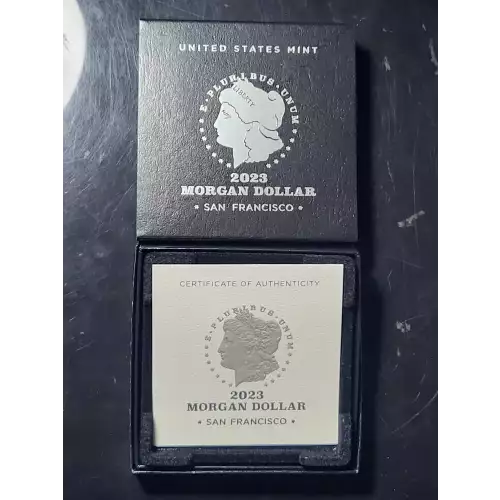 UNITED STATES MINT
E · PLURIBUS · UNUM
LIBERTY
2023
MORGAN DOLLAR
• SAN FRANCISCO •
CERTIFICATE OF AUTHENTICITY
E · PLURIBUS · UNUM
2023
MORGAN DOLLAR
• SAN FRANCISCO •